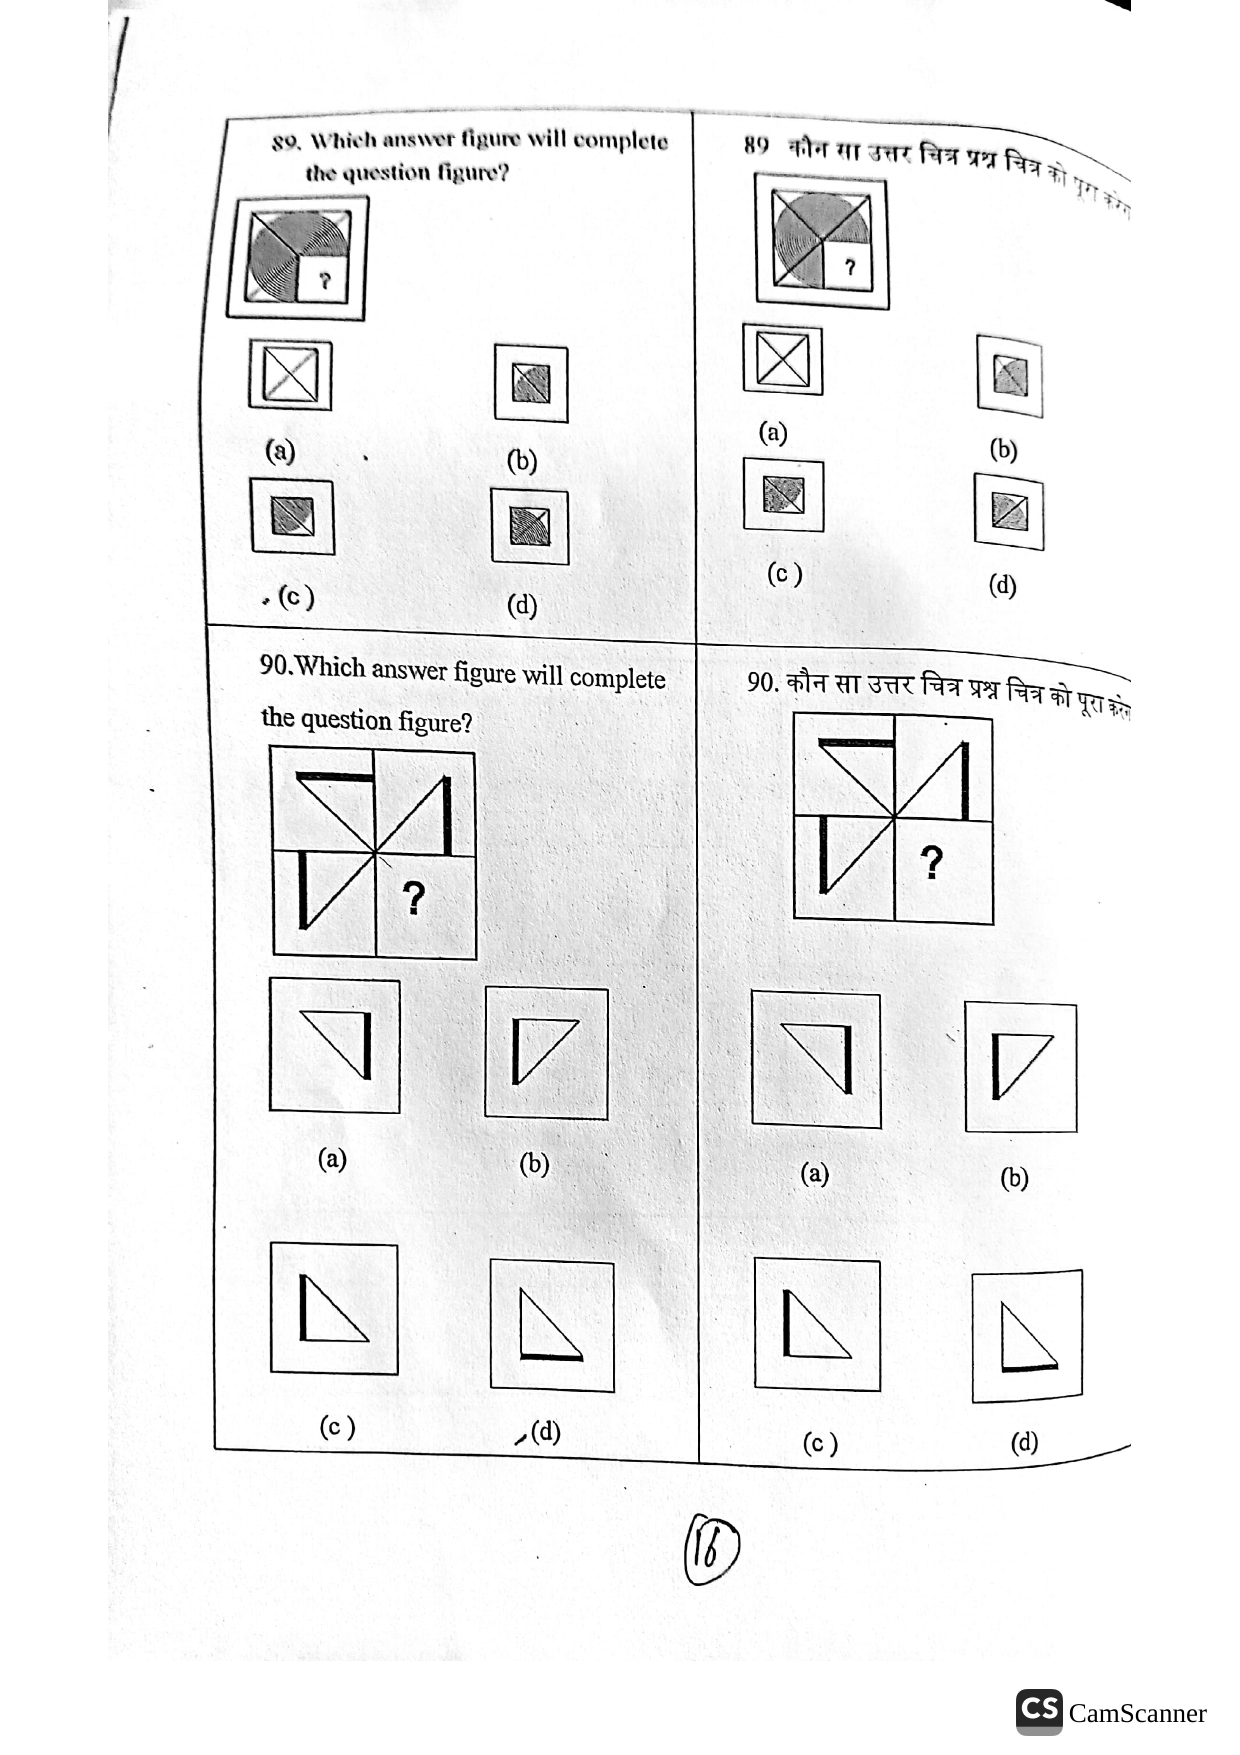 89. Which answer figure will complete
the question figure?
?
(a)
(b)
(c)
(d)
89 कौन सा उत्तर चित्र प्रश्न चित्र को पूरा
?
(a)
(b)
(c)
(d)
90.Which answer figure will complete
the question figure?
?
(a)
(b)
(c)
(d)
90. कौन सा उत्तर चित्र प्रश्न चित्र को पूरा
?
(a)
(b)
(c)
(d)
16
CS CamScanner